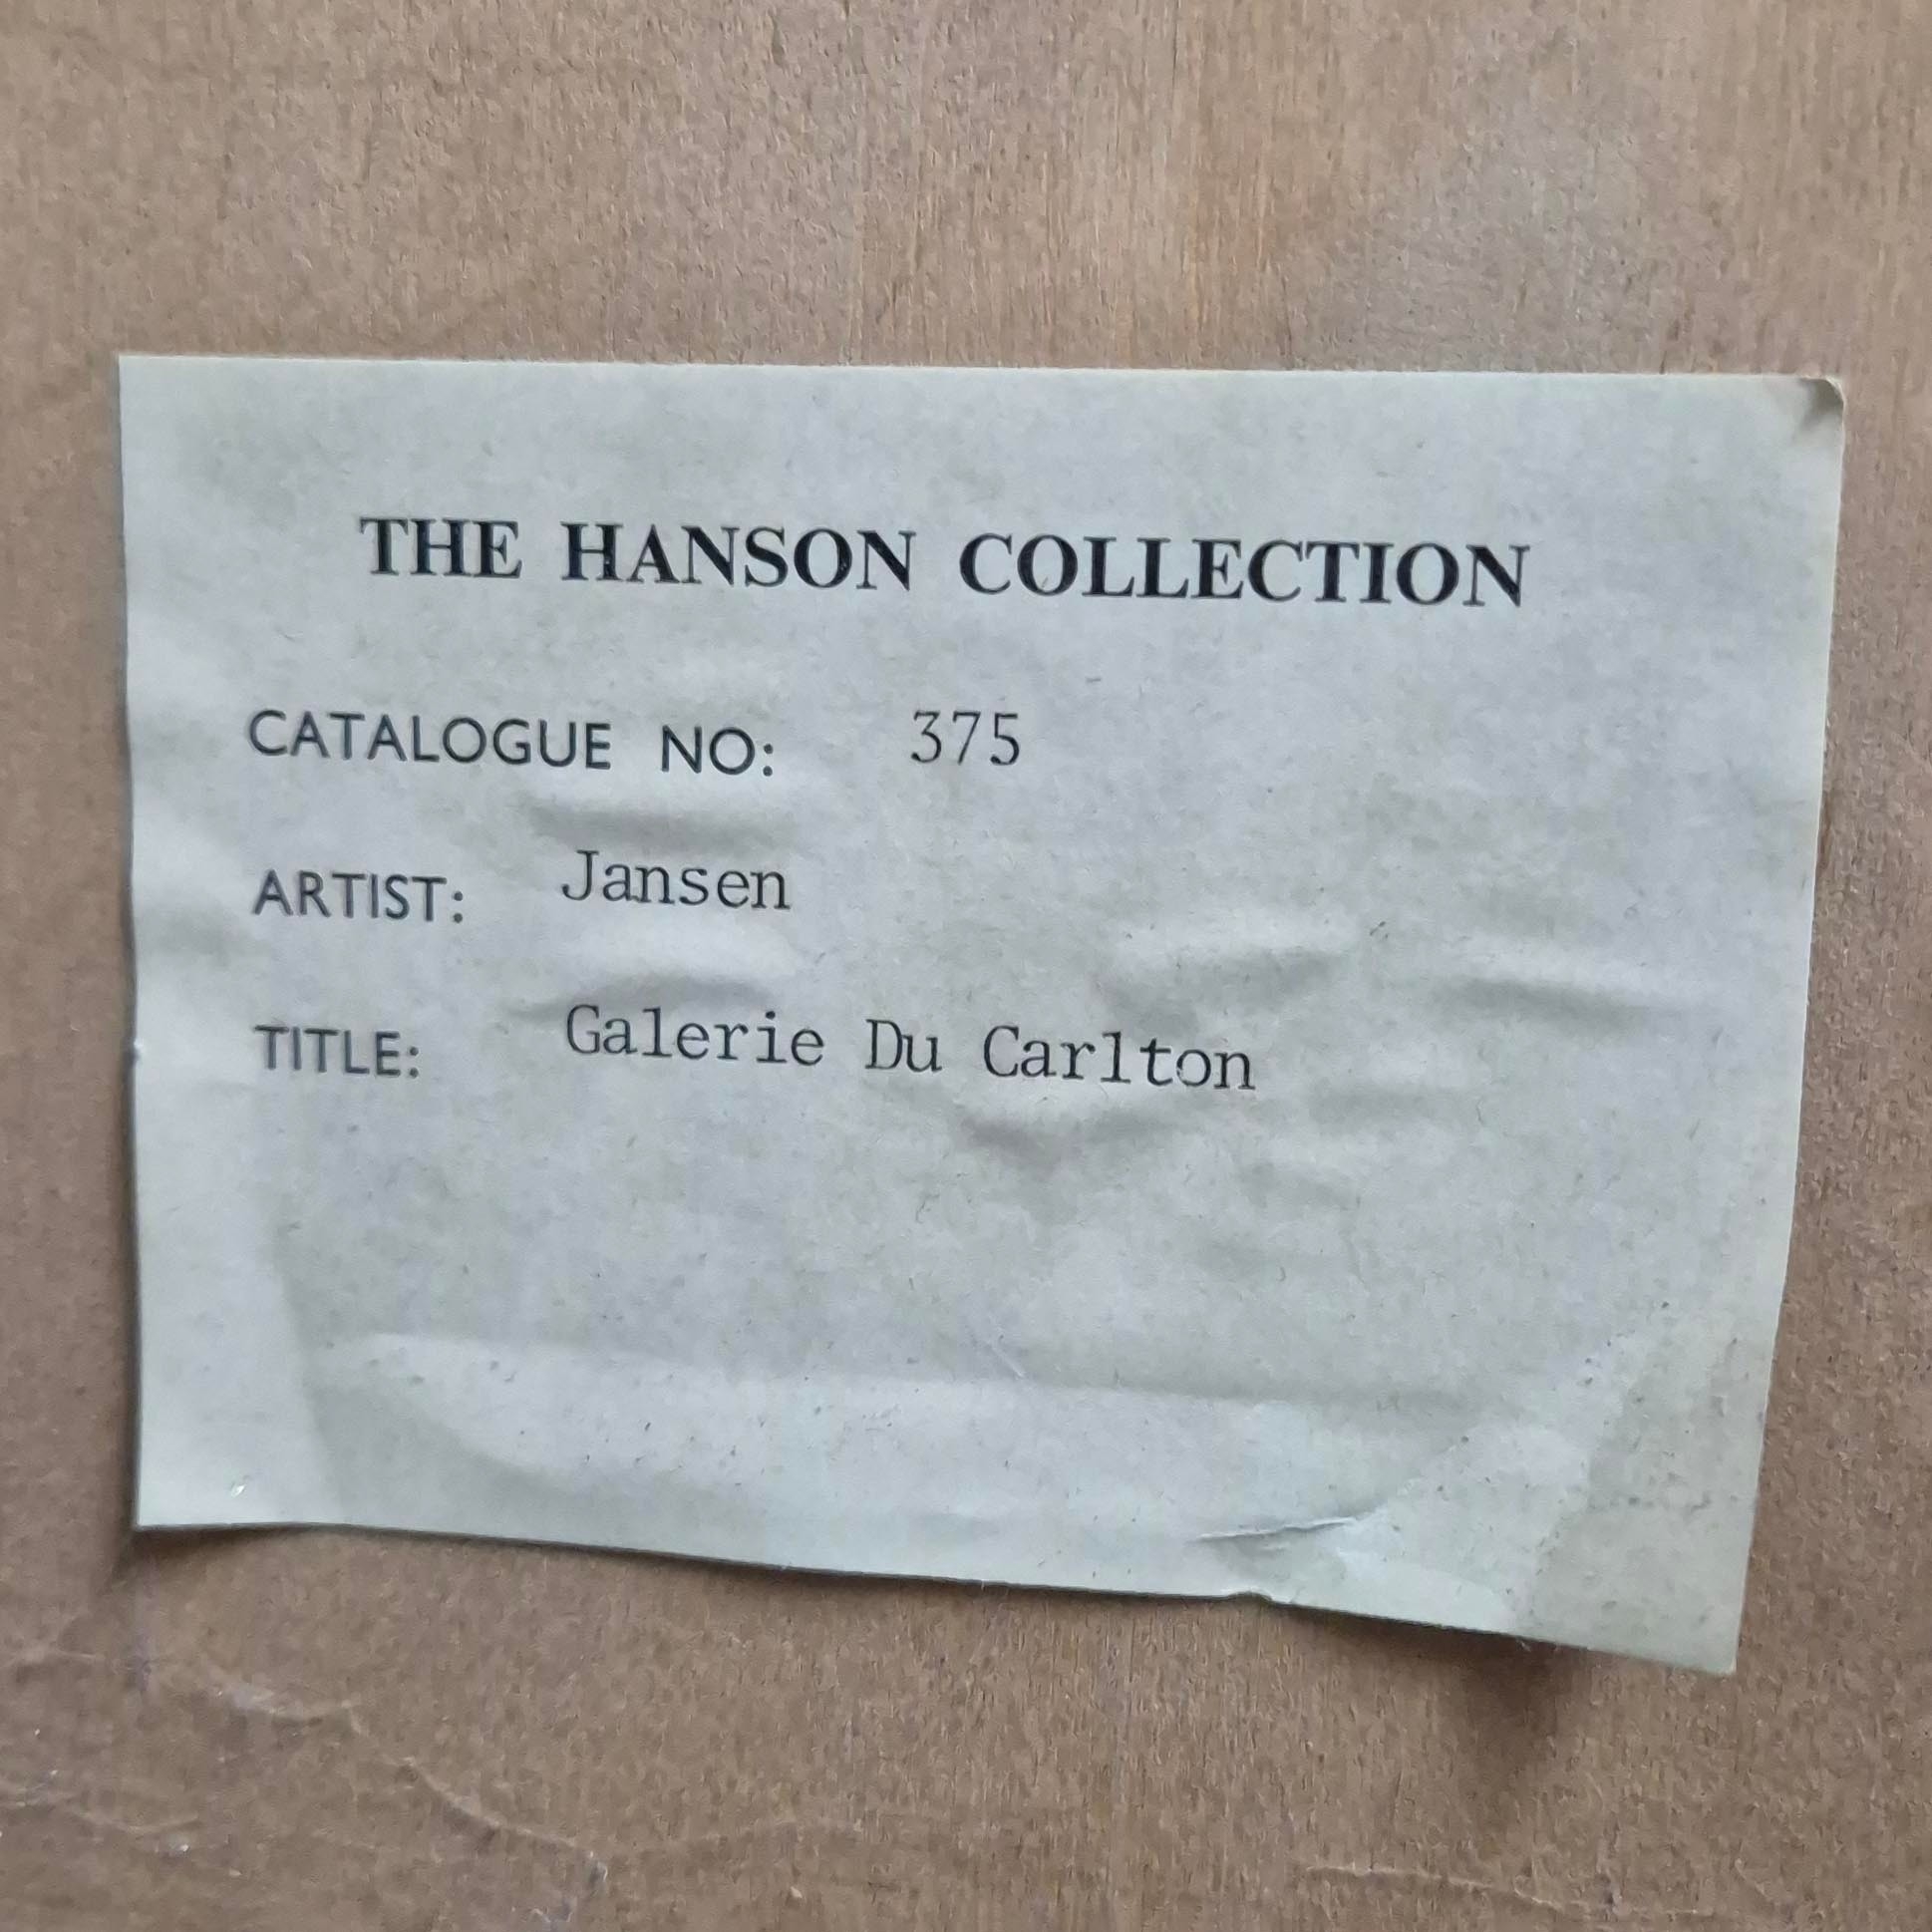 THE HANSON COLLECTION
CATALOGUE NO: 375
ARTIST: Jansen
TITLE: Galerie Du Carlton